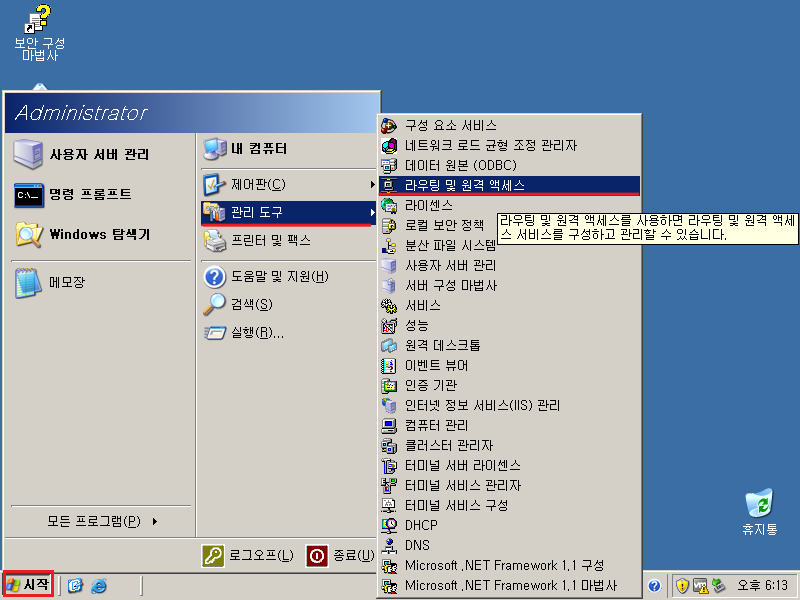 보안 구성
마법사
Administrator
사용자 서버 관리
명령 프롬프트
Windows 탐색기
메모장
모든 프로그램(P)
내 컴퓨터
제어판(C)
관리 도구
프린터 및 팩스
도움말 및 지원(H)
검색(S)
실행(R)...
로그오프(L)
종료(U)
구성 요소 서비스
네트워크 로드 균형 조정 관리자
데이터 원본 (ODBC)
라우팅 및 원격 액세스
라이센스
로컬 보안 정책
분산 파일 시스템
사용자 서버 관리
서버 구성 마법사
서비스
성능
원격 데스크톱
이벤트 뷰어
인증 기관
인터넷 정보 서비스(IIS) 관리
컴퓨터 관리
클러스터 관리자
터미널 서버 라이센스
터미널 서비스 관리자
터미널 서비스 구성
DHCP
DNS
Microsoft .NET Framework 1.1 구성
Microsoft .NET Framework 1.1 마법사
라우팅 및 원격 액세스를 사용하면 라우팅 및 원격 액세
스 서비스를 구성하고 관리할 수 있습니다.
휴지통
시작
오후 6:13